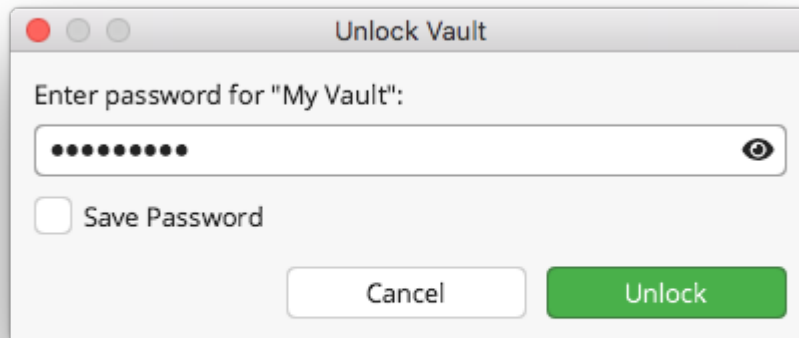 Unlock Vault
Enter password for "My Vault":
•••••••••
Save Password
Cancel
Unlock